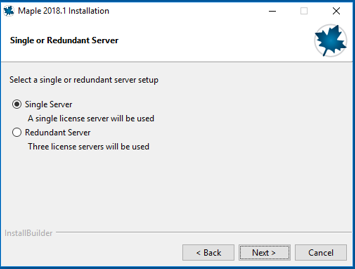 Maple 2018.1 Installation
Single or Redundant Server
Select a single or redundant server setup
Single Server
A single license server will be used
Redundant Server
Three license servers will be used
InstallBuilder
< Back
Next >
Cancel